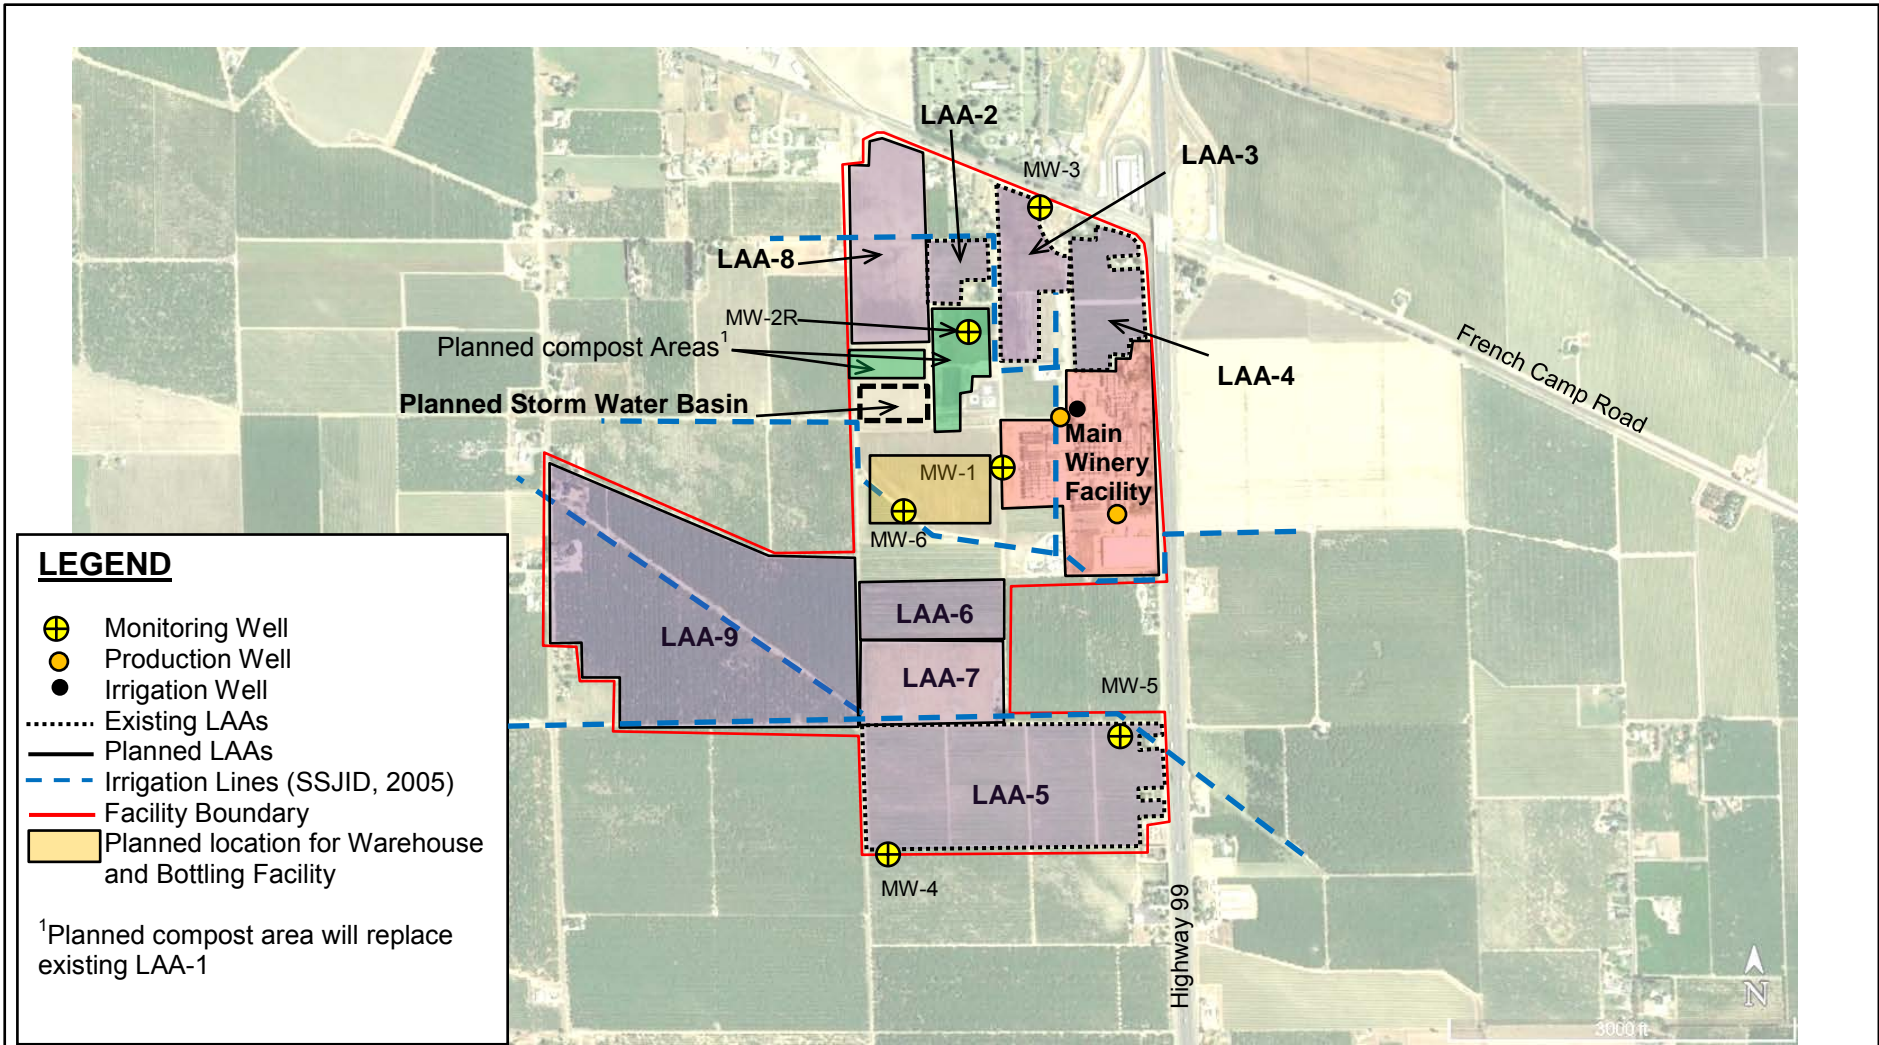 LAA-2
LAA-3
MW-3
LAA-8
MW-2R
Planned compost Areas1
LAA-4
French Camp Road
Planned Storm Water Basin
Main
Winery
Facility
MW-1
MW-6
LAA-6
LAA-9
LAA-7
MW-5
LAA-5
MW-4
Highway 99
N
3000 ft
LEGEND
Monitoring Well
Production Well
Irrigation Well
Existing LAAs
Planned LAAs
Irrigation Lines (SSJID, 2005)
Facility Boundary
Planned location for Warehouse
and Bottling Facility
1Planned compost area will replace
existing LAA-1